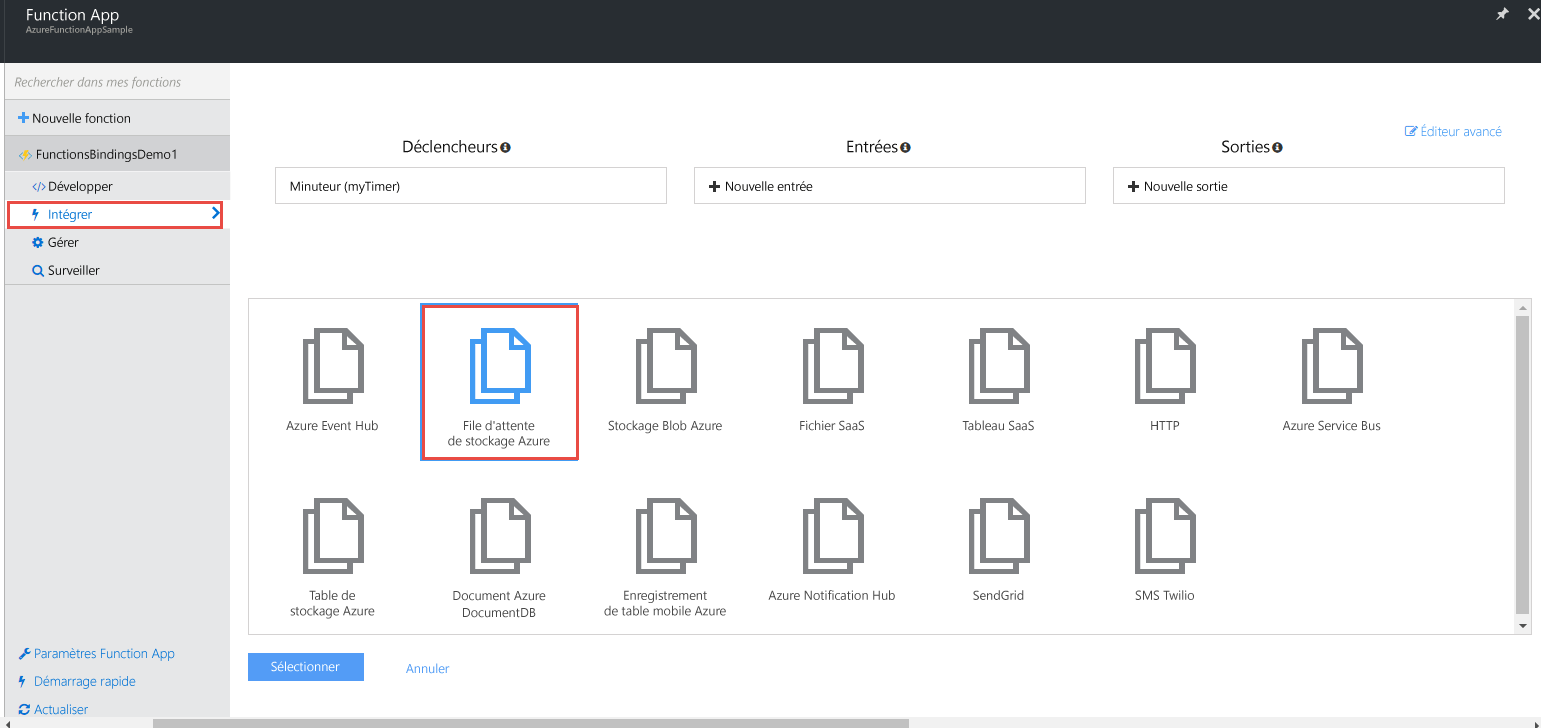 Function App
AzureFunctionAppSample
Rechercher dans mes fonctions
Nouvelle fonction
FunctionsBindingsDemo1
Développer
Intégrer
Gérer
Surveiller
Paramètres Function App
Démarrage rapide
Actualiser
Éditeur avancé
Déclencheurs
Entrées
Sorties
Minuteur (myTimer)
Nouvelle entrée
Nouvelle sortie
Azure Event Hub
File d'attente
de stockage Azure
Stockage Blob Azure
Fichier SaaS
Tableau SaaS
HTTP
Azure Service Bus
Table de
stockage Azure
Document Azure
DocumentDB
Enregistrement
de table mobile Azure
Azure Notification Hub
SendGrid
SMS Twilio
Sélectionner
Annuler